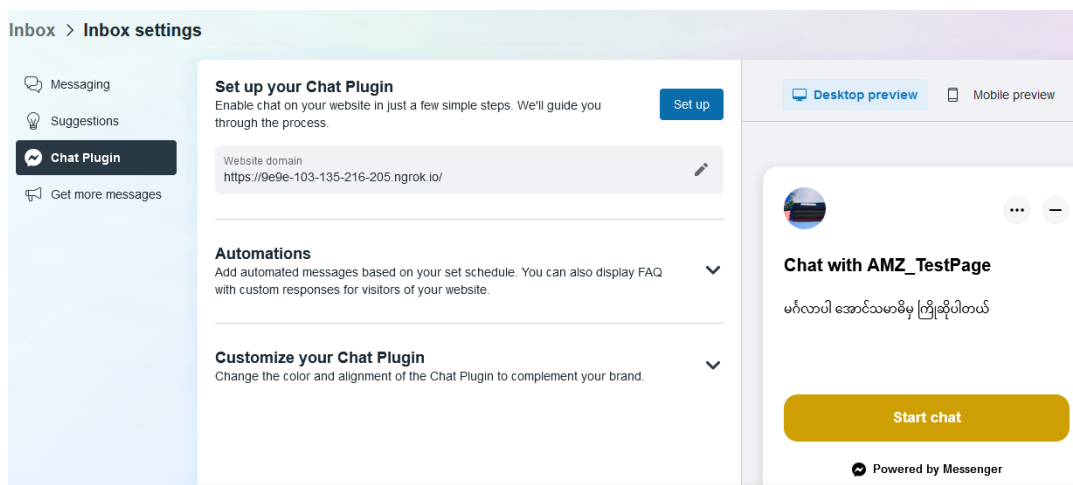 Inbox > Inbox settings
Messaging
Suggestions
Chat Plugin
Get more messages
Set up your Chat Plugin
Enable chat on your website in just a few simple steps. We'll guide you
through the process.
Set up
Website domain
https://9e9e-103-135-216-205.ngrok.io/
Automations
Add automated messages based on your set schedule. You can also display FAQ
with custom responses for visitors of your website.
Customize your Chat Plugin
Change the color and alignment of the Chat Plugin to complement your brand.
Desktop preview
Mobile preview
Chat with AMZ_TestPage
မင်္ဂလာပါ အောင်သမာဓိမှ ကြိုဆိုပါတယ်
Start chat
Powered by Messenger